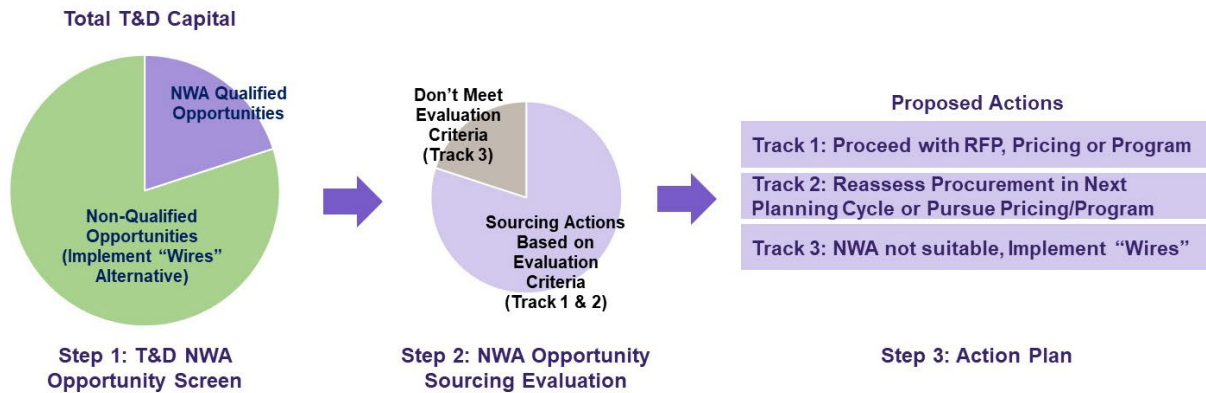 Total T&D Capital
NWA Qualified
Opportunities
Non-Qualified
Opportunities
(Implement “Wires”
Alternative)
Step 1: T&D NWA
Opportunity Screen
Don’t Meet
Evaluation
Criteria
(Track 3)
Sourcing Actions
Based on
Evaluation
Criteria
(Track 1 & 2)
Step 2: NWA Opportunity
Sourcing Evaluation
Proposed Actions
Track 1: Proceed with RFP, Pricing or Program
Track 2: Reassess Procurement in Next
Planning Cycle or Pursue Pricing/Program
Track 3: NWA not suitable, Implement “Wires”
Step 3: Action Plan